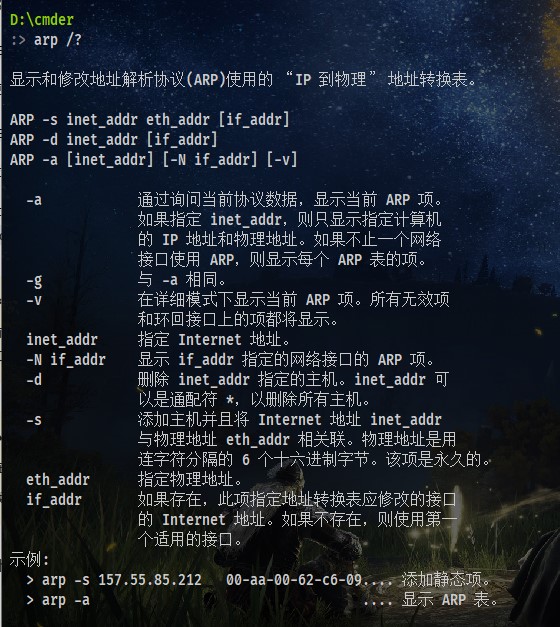 D:\cmder
:> arp /?
显示和修改地址解析协议(ARP)使用的 “IP 到物理” 地址转换表。
ARP -s inet_addr eth_addr [if_addr]
ARP -d inet_addr [if_addr]
ARP -a [inet_addr] [-N if_addr] [-v]
-a 通过询问当前协议数据，显示当前 ARP 项。
如果指定 inet_addr，则只显示指定计算机
的 IP 地址和物理地址。如果不止一个网络
接口使用 ARP，则显示每个 ARP 表的项。
-g 与 -a 相同。
-v 在详细模式下显示当前 ARP 项。所有无效项
和环回接口上的项都将显示。
inet_addr 指定 Internet 地址。
-N if_addr 显示 if_addr 指定的网络接口的 ARP 项。
-d 删除 inet_addr 指定的主机。inet_addr 可
以是通配符 *，以删除所有主机。
-s 添加主机并且将 Internet 地址 inet_addr
与物理地址 eth_addr 相关联。物理地址是用
连字符分隔的 6 个十六进制字节。该项是永久的。
eth_addr 指定物理地址。
if_addr 如果存在，此项指定地址转换表应修改的接口
的 Internet 地址。如果不存在，则使用第一
个适用的接口。
示例:
> arp -s 157.55.85.212 00-aa-00-62-c6-09.... 添加静态项。
> arp -a .... 显示 ARP 表。